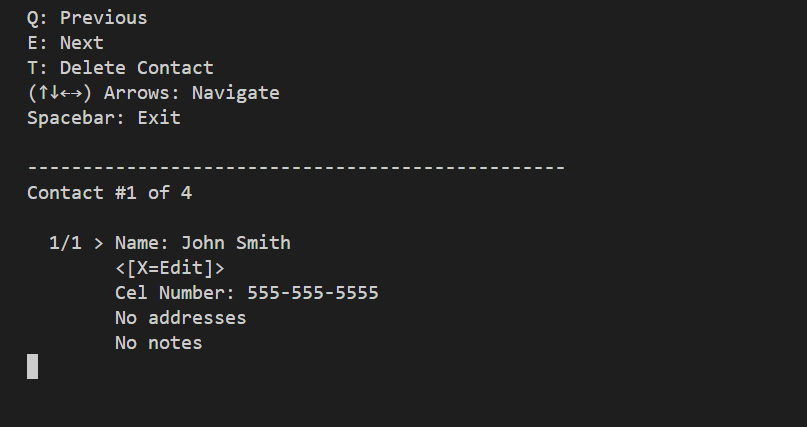 Q: Previous
E: Next
T: Delete Contact
(↑↓←→) Arrows: Navigate
Spacebar: Exit
-------------------------------------------------
Contact #1 of 4
1/1 > Name: John Smith
<[X=Edit]>
Cel Number: 555-555-5555
No addresses
No notes